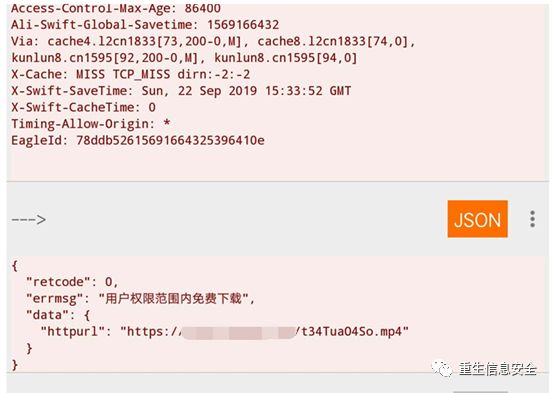 Access-Control-Max-Age: 86400
Ali-Swift-Global-Savetime: 1569166432
Via: cache4.l2cn1833[73,200-0,M], cache8.l2cn1833[74,0],
kunlun8.cn1595[92,200-0,M], kunlun8.cn1595[94,0]
X-Cache: MISS TCP_MISS dirn:-2:-2
X-Swift-SaveTime: Sun, 22 Sep 2019 15:33:52 GMT
X-Swift-CacheTime: 0
Timing-Allow-Origin: *
EagleId: 78ddb52615691664325396410e
--->
JSON
{
"retcode": 0,
"errmsg": "用户权限范围内免费下载",
"data": {
"httpurl": "https:/ /t34TuaO4So.mp4"
}
}
重生信息安全